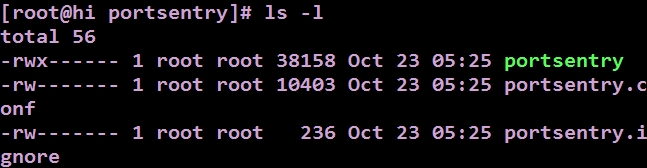 [root@hi portsentry]# ls -l
total 56
-rwx------ 1 root root 38158 Oct 23 05:25 portsentry
-rw------- 1 root root 10403 Oct 23 05:25 portsentry.c
onf
-rw------- 1 root root   236 Oct 23 05:25 portsentry.i
gnore